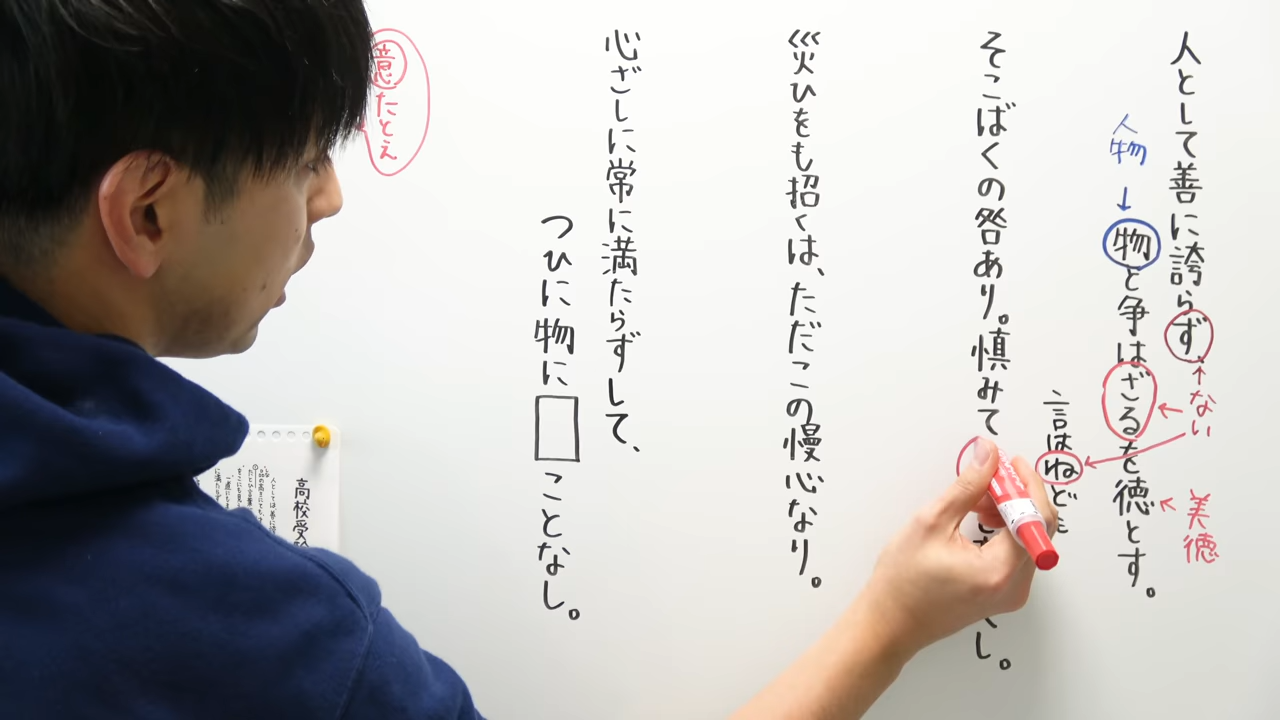 人として善に誇らず、
ない
美徳
人物
↓
物と争はざるを徳とす。
言はねども
そこばくの咎あり。慎みて
し。
災ひをも招くは、ただこの慢心なり。
心ざしに常に満たらずして、
つひに物に□ことなし。
意たとえ
高校受